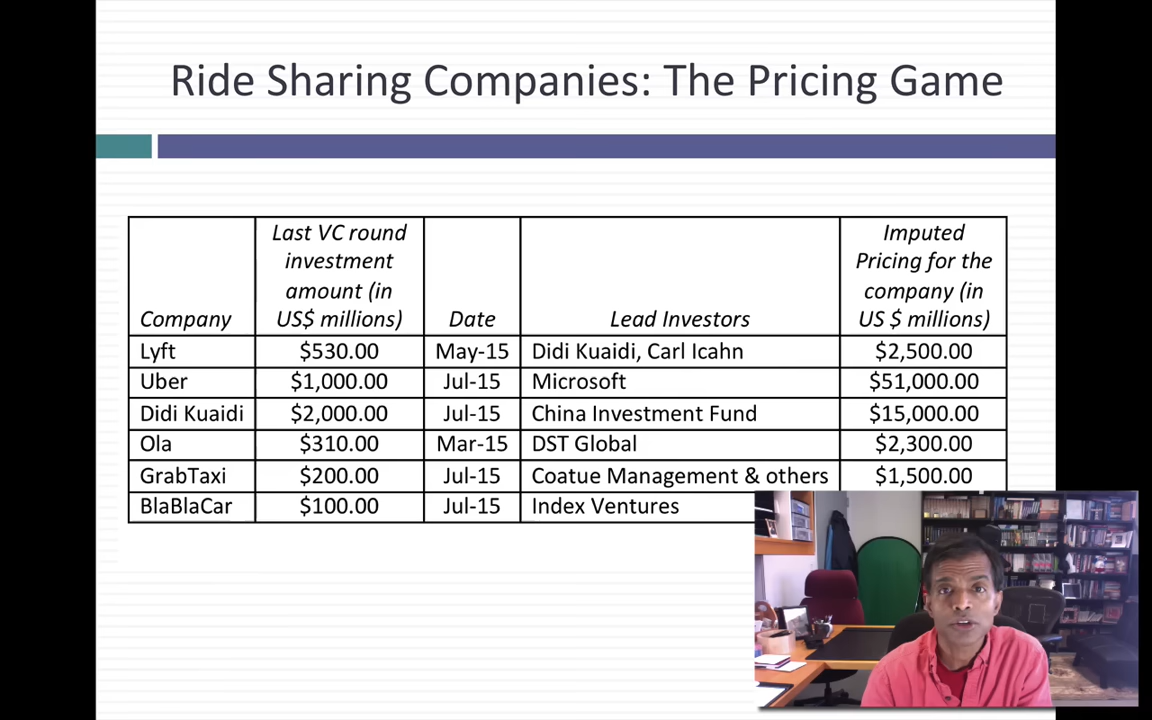 Ride Sharing Companies: The Pricing Game
Company
Last VC round
investment
amount (in
US$ millions)
Date
Lead Investors
Imputed
Pricing for the
company (in
US $ millions)
Lyft $530.00 May-15 Didi Kuaidi, Carl Icahn $2,500.00
Uber $1,000.00 Jul-15 Microsoft $51,000.00
Didi Kuaidi $2,000.00 Jul-15 China Investment Fund $15,000.00
Ola $310.00 Mar-15 DST Global $2,300.00
GrabTaxi $200.00 Jul-15 Coatue Management & others $1,500.00
BlaBlaCar $100.00 Jul-15 Index Ventures